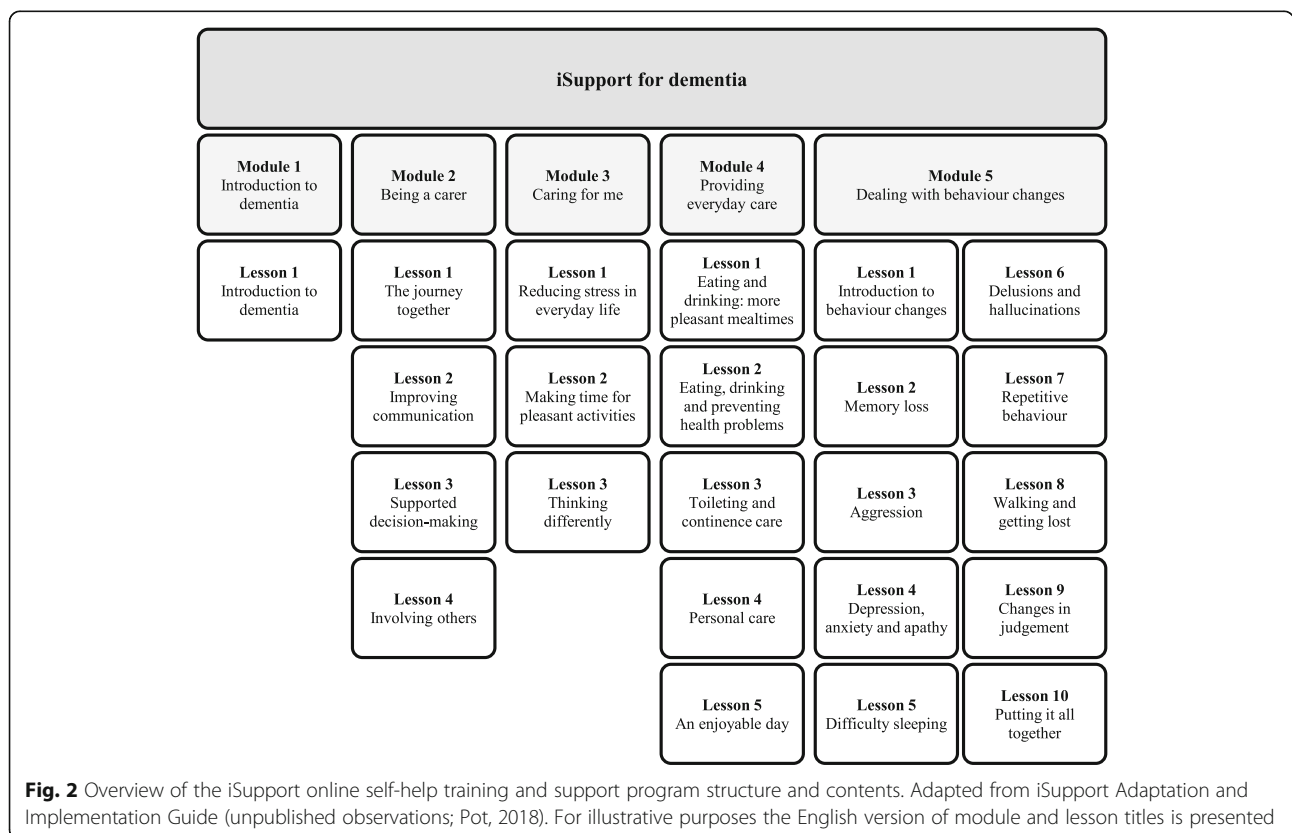 iSupport for dementia
Module 1
Introduction to
dementia
Module 2
Being a carer
Module 3
Caring for me
Module 4
Providing
everyday care
Module 5
Dealing with behaviour changes
Lesson 1
Introduction to
dementia
Lesson 1
The journey
together
Lesson 2
Improving
communication
Lesson 3
Supported
decision-making
Lesson 4
Involving others
Lesson 1
Reducing stress in
everyday life
Lesson 2
Making time for
pleasant activities
Lesson 3
Thinking
differently
Lesson 1
Eating and
drinking: more
pleasant mealtimes
Lesson 2
Eating, drinking
and preventing
health problems
Lesson 3
Toileting and
continence care
Lesson 4
Personal care
Lesson 5
An enjoyable day
Lesson 1
Introduction to
behaviour changes
Lesson 2
Memory loss
Lesson 3
Aggression
Lesson 4
Depression,
anxiety and apathy
Lesson 5
Difficulty sleeping
Lesson 6
Delusions and
hallucinations
Lesson 7
Repetitive
behaviour
Lesson 8
Walking and
getting lost
Lesson 9
Changes in
judgement
Lesson 10
Putting it all
together
Fig. 2 Overview of the iSupport online self-help training and support program structure and contents. Adapted from iSupport Adaptation and
Implementation Guide (unpublished observations; Pot, 2018). For illustrative purposes the English version of module and lesson titles is presented